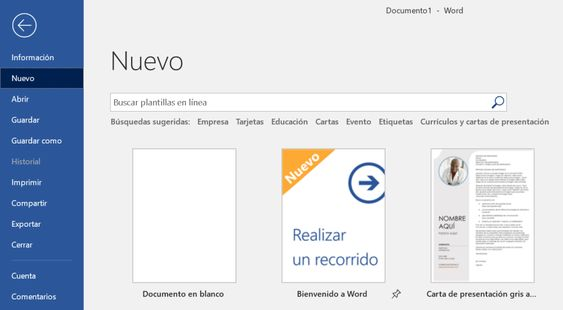 Documento1 - Word
Información
Nuevo
Abrir
Guardar
Guardar como
Historial
Imprimir
Compartir
Exportar
Cerrar
Cuenta
Comentarios
Nuevo
Buscar plantillas en línea
Búsquedas sugeridas: Empresa Tarjetas Educación Cartas Evento Etiquetas Currículos y cartas de presentación
Nuevo
Realizar
un recorrido
NOMBRE
AQUÍ
Documento en blanco
Bienvenido a Word
Carta de presentación gris a...